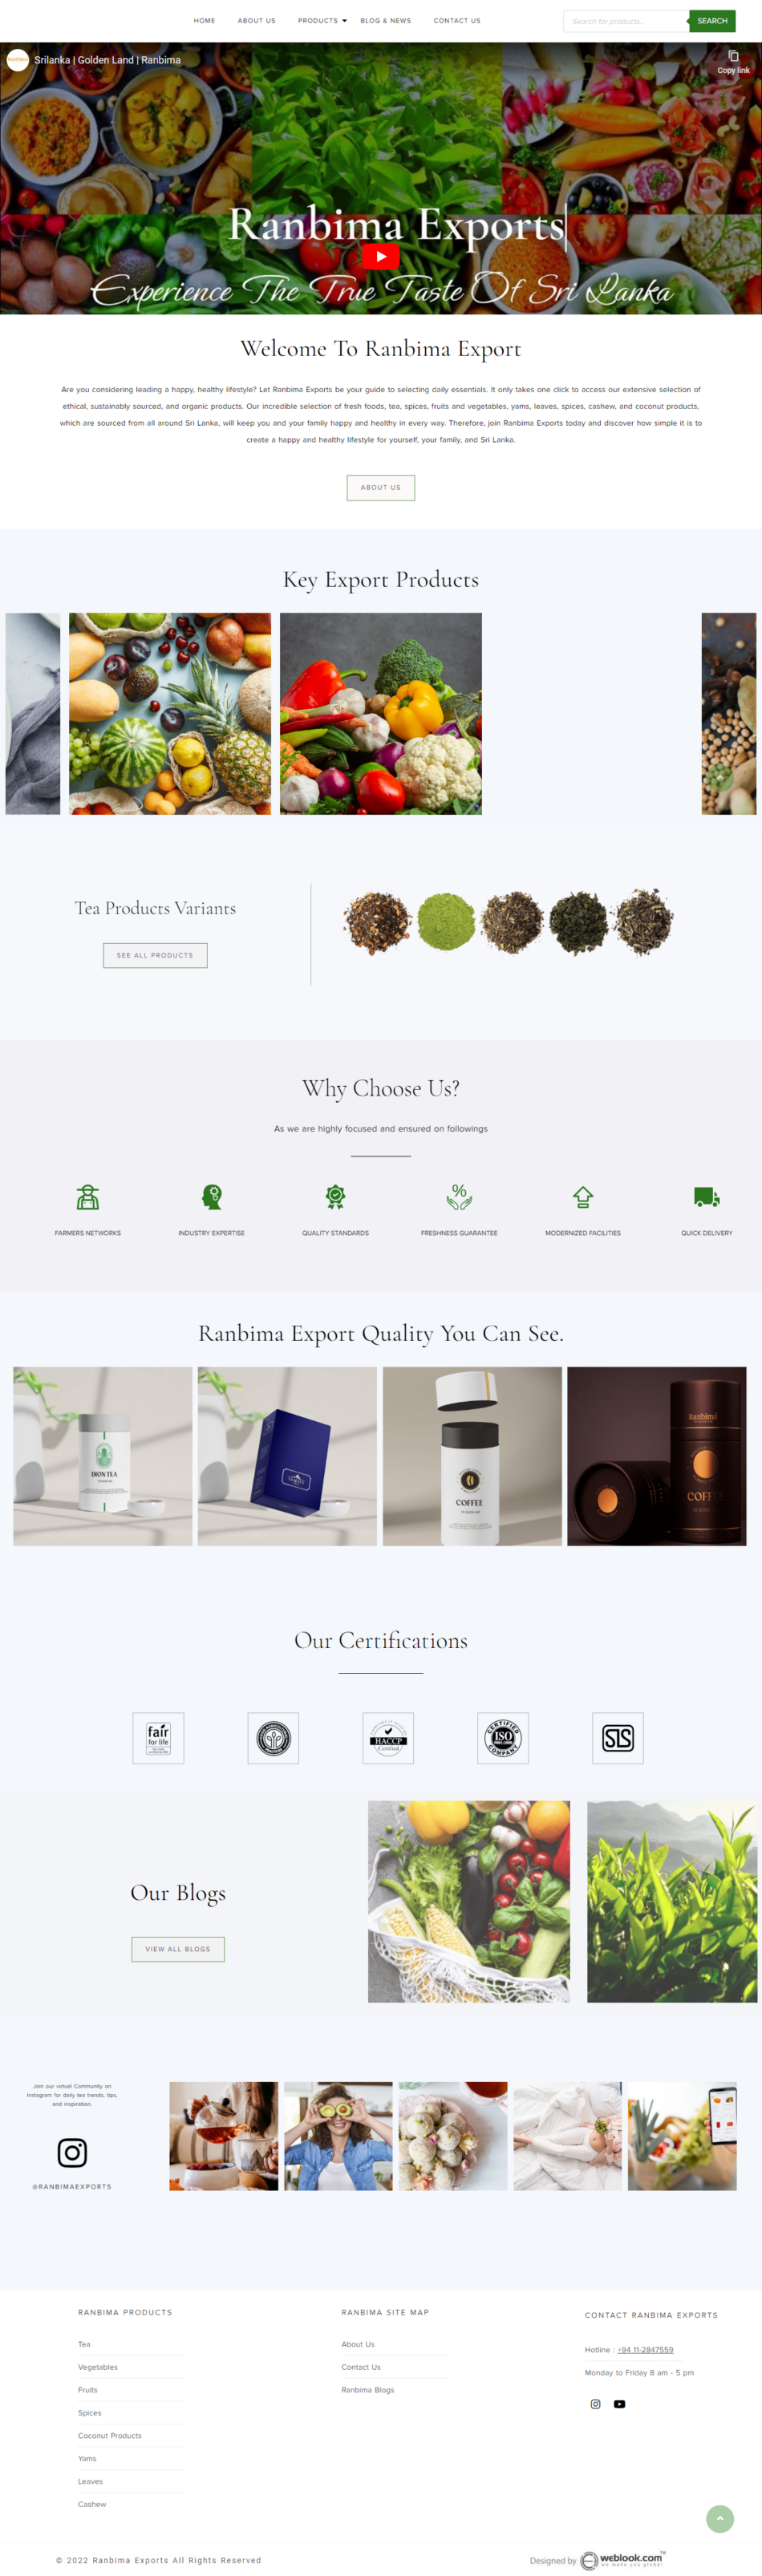 HOME ABOUT US PRODUCTS BLOG & NEWS CONTACT US
Search for products...
SEARCH
Srilanka | Golden Land | Ranbima
Copy link
Ranbima Exports
Experience The True Taste Of Sri Lanka
Welcome To Ranbima Export
Are you considering leading a happy, healthy lifestyle? Let Ranbima Exports be your guide to selecting daily essentials. It only takes one click to access our extensive selection of
ethical, sustainably sourced, and organic products. Our incredible selection of fresh foods, tea, spices, fruits and vegetables, yams, leaves, spices, cashew, and coconut products,
which are sourced from all around Sri Lanka, will keep you and your family happy and healthy in every way. Therefore, join Ranbima Exports today and discover how simple it is to
create a happy and healthy lifestyle for yourself, your family, and Sri Lanka.
ABOUT US
Key Export Products
Tea Products Variants
SEE ALL PRODUCTS
Why Choose Us?
As we are highly focused and ensured on followings
FARMERS NETWORKS
INDUSTRY EXPERTISE
QUALITY STANDARDS
FRESHNESS GUARANTEE
MODERNIZED FACILITIES
QUICK DELIVERY
Ranbima Export Quality You Can See.
DION TEA
COFFEE
Ranbima
COFFEE
Our Certifications
fair
for life
HACCP
Certified
CERTIFIED
ISO
COMPANY
SLS
Our Blogs
VIEW ALL BLOGS
Join our virtual Community on
Instagram for daily tea trends, tips,
and inspiration.
@RANBIMAEXPORTS
RANBIMA PRODUCTS
Tea
Vegetables
Fruits
Spices
Coconut Products
Yams
Leaves
Cashew
RANBIMA SITE MAP
About Us
Contact Us
Ranbima Blogs
CONTACT RANBIMA EXPORTS
Hotline : +94 11-2847559
Monday to Friday 8 am - 5 pm
© 2022 Ranbima Exports All Rights Reserved
Designed by weblook.com™
we make you global